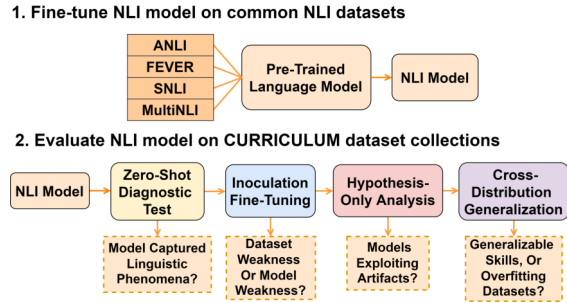 1. Fine-tune NLI model on common NLI datasets
ANLI
FEVER
SNLI
MultiNLI
Pre-Trained
Language Model
NLI Model
2. Evaluate NLI model on CURRICULUM dataset collections
NLI Model
Zero-Shot
Diagnostic
Test
Inoculation
Fine-Tuning
Hypothesis-
Only Analysis
Cross-
Distribution
Generalization
Model Captured
Linguistic
Phenomena?
Dataset
Weakness
Or Model
Weakness?
Models
Exploiting
Artifacts?
Generalizable
Skills, Or
Overfitting
Datasets?